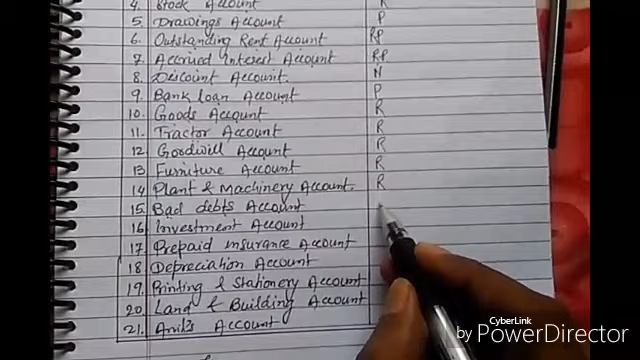 4. Stock Account R
5. Drawings Account P
6. Outstanding Rent Account RP
7. Accrued Interest Account RP
8. Discount Account. N
9. Bank loan Account P
10. Goods Account R
11. Tractor Account R
12 Goodwill Account R
13 Furniture Account R
14 Plant & Machinery Account. R
15. Bad debts Account
16 Investment Account
17. Prepaid insurance Account
18 Depreciation Account
19. Printing & Stationery Account
20 Land & Building Account
21. Anil's Account
CyberLink
by PowerDirector